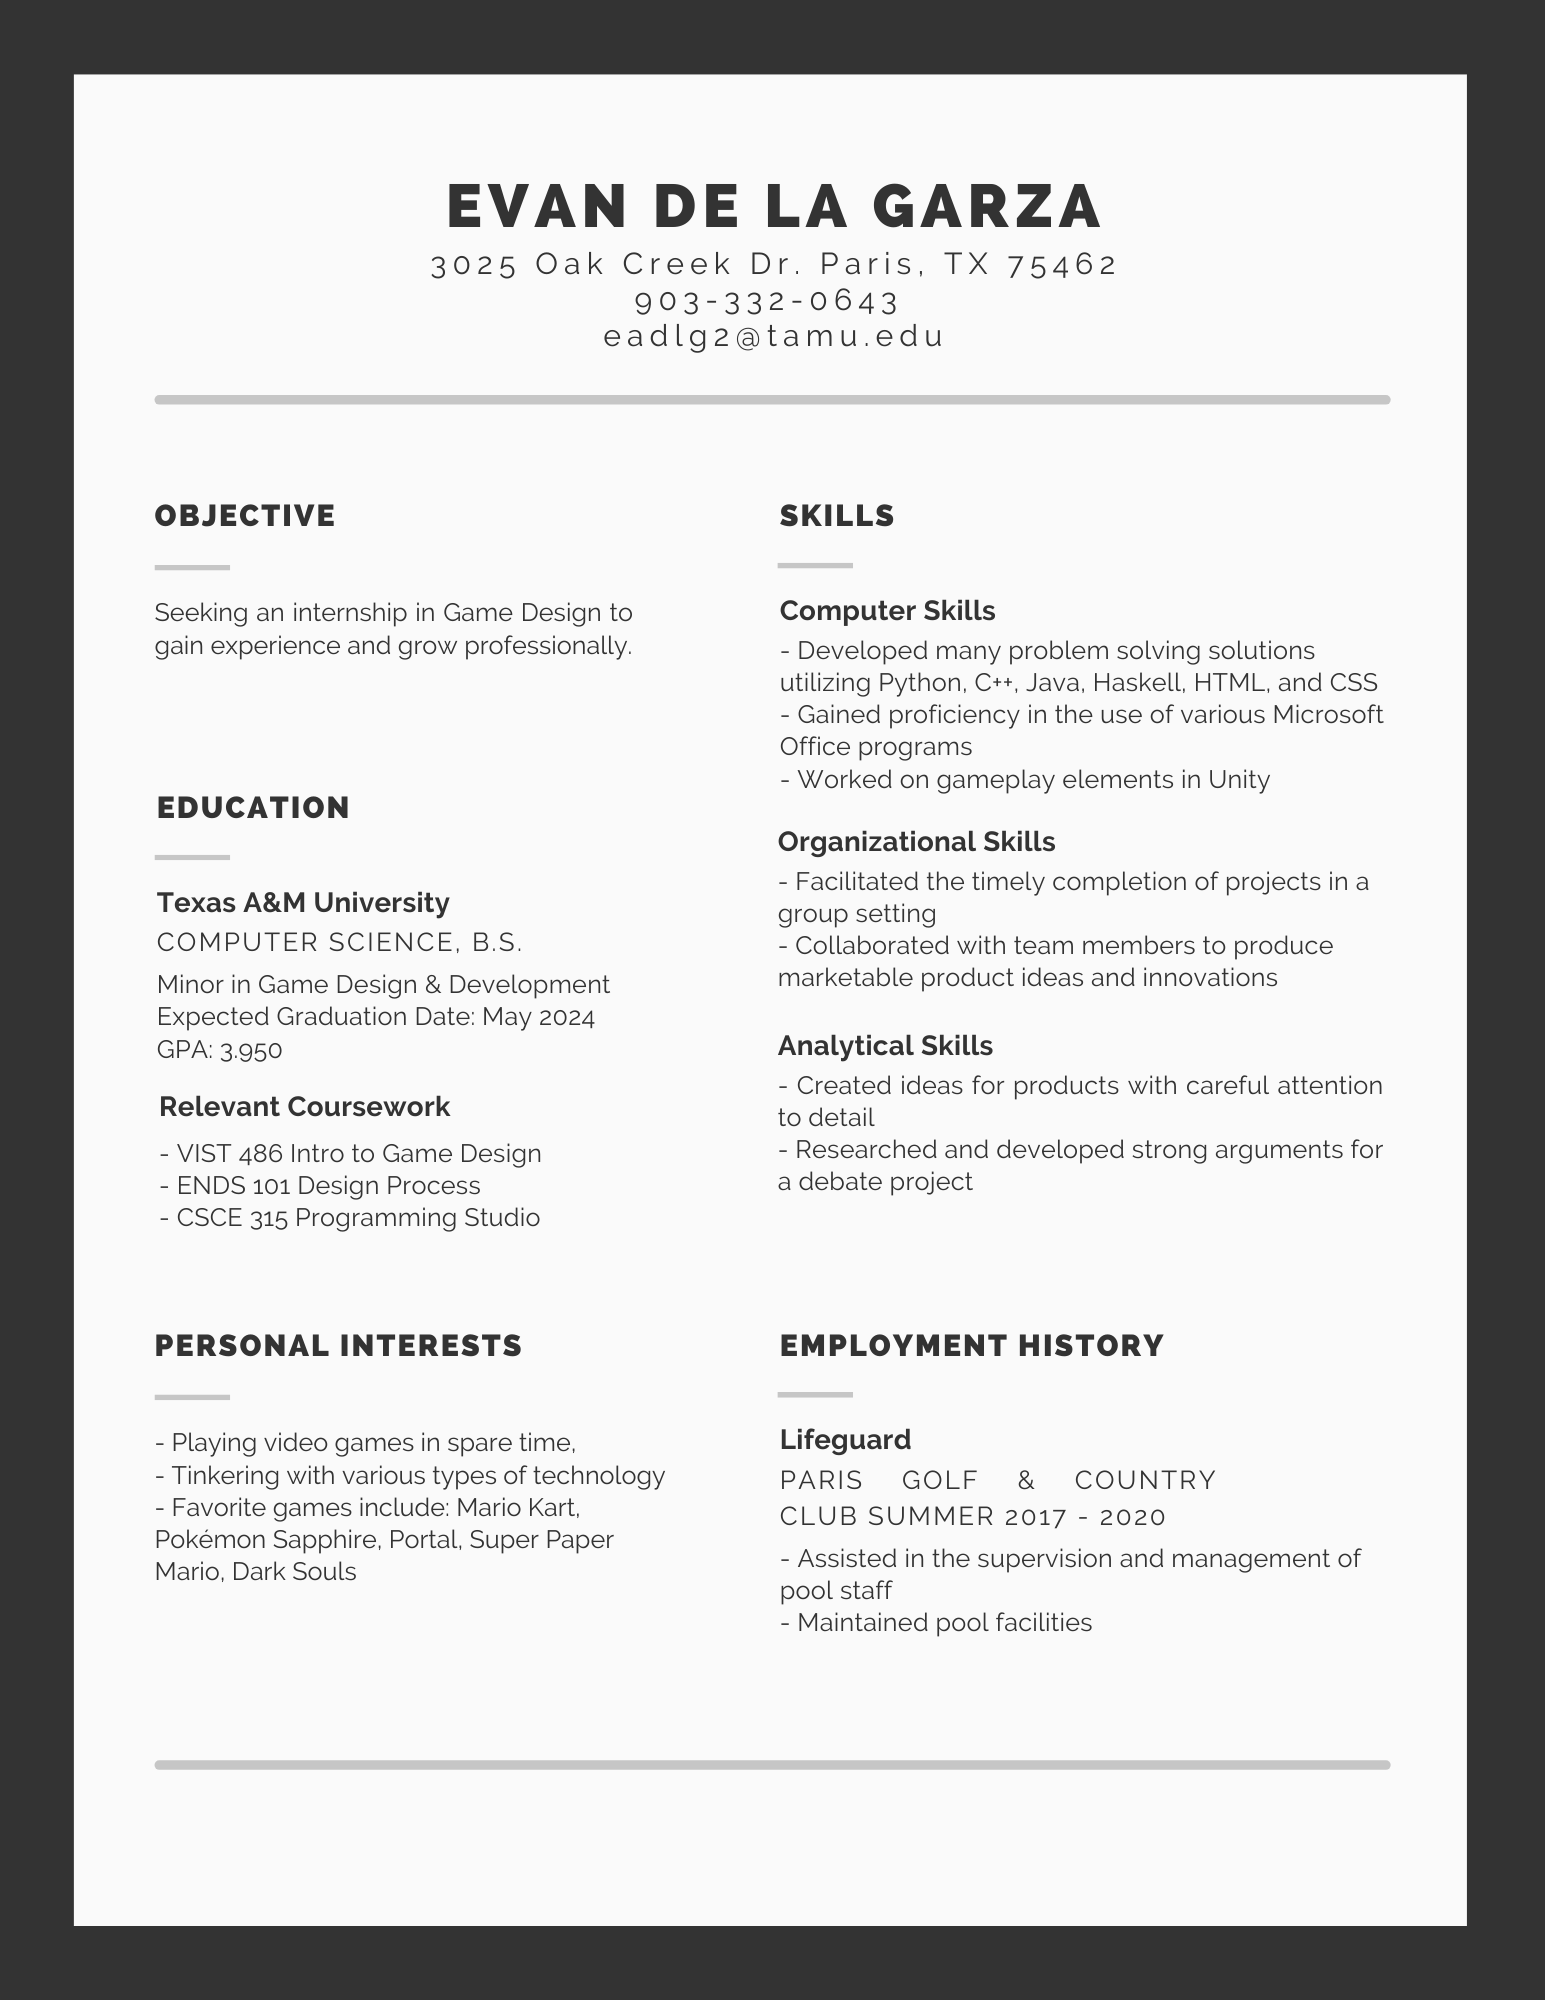 EVAN DE LA GARZA
3025 Oak Creek Dr. Paris, TX 75462
903-332-0643
eadlg2@tamu.edu
OBJECTIVE
Seeking an internship in Game Design to
gain experience and grow professionally.
EDUCATION
Texas A&M University
COMPUTER SCIENCE, B.S.
Minor in Game Design & Development
Expected Graduation Date: May 2024
GPA: 3.950
Relevant Coursework
- VIST 486 Intro to Game Design
- ENDS 101 Design Process
- CSCE 315 Programming Studio
PERSONAL INTERESTS
- Playing video games in spare time,
- Tinkering with various types of technology
- Favorite games include: Mario Kart,
Pokémon Sapphire, Portal, Super Paper
Mario, Dark Souls
SKILLS
Computer Skills
- Developed many problem solving solutions
utilizing Python, C++, Java, Haskell, HTML, and CSS
- Gained proficiency in the use of various Microsoft
Office programs
- Worked on gameplay elements in Unity
Organizational Skills
- Facilitated the timely completion of projects in a
group setting
- Collaborated with team members to produce
marketable product ideas and innovations
Analytical Skills
- Created ideas for products with careful attention
to detail
- Researched and developed strong arguments for
a debate project
EMPLOYMENT HISTORY
Lifeguard
PARIS GOLF & COUNTRY
CLUB SUMMER 2017 - 2020
- Assisted in the supervision and management of
pool staff
- Maintained pool facilities